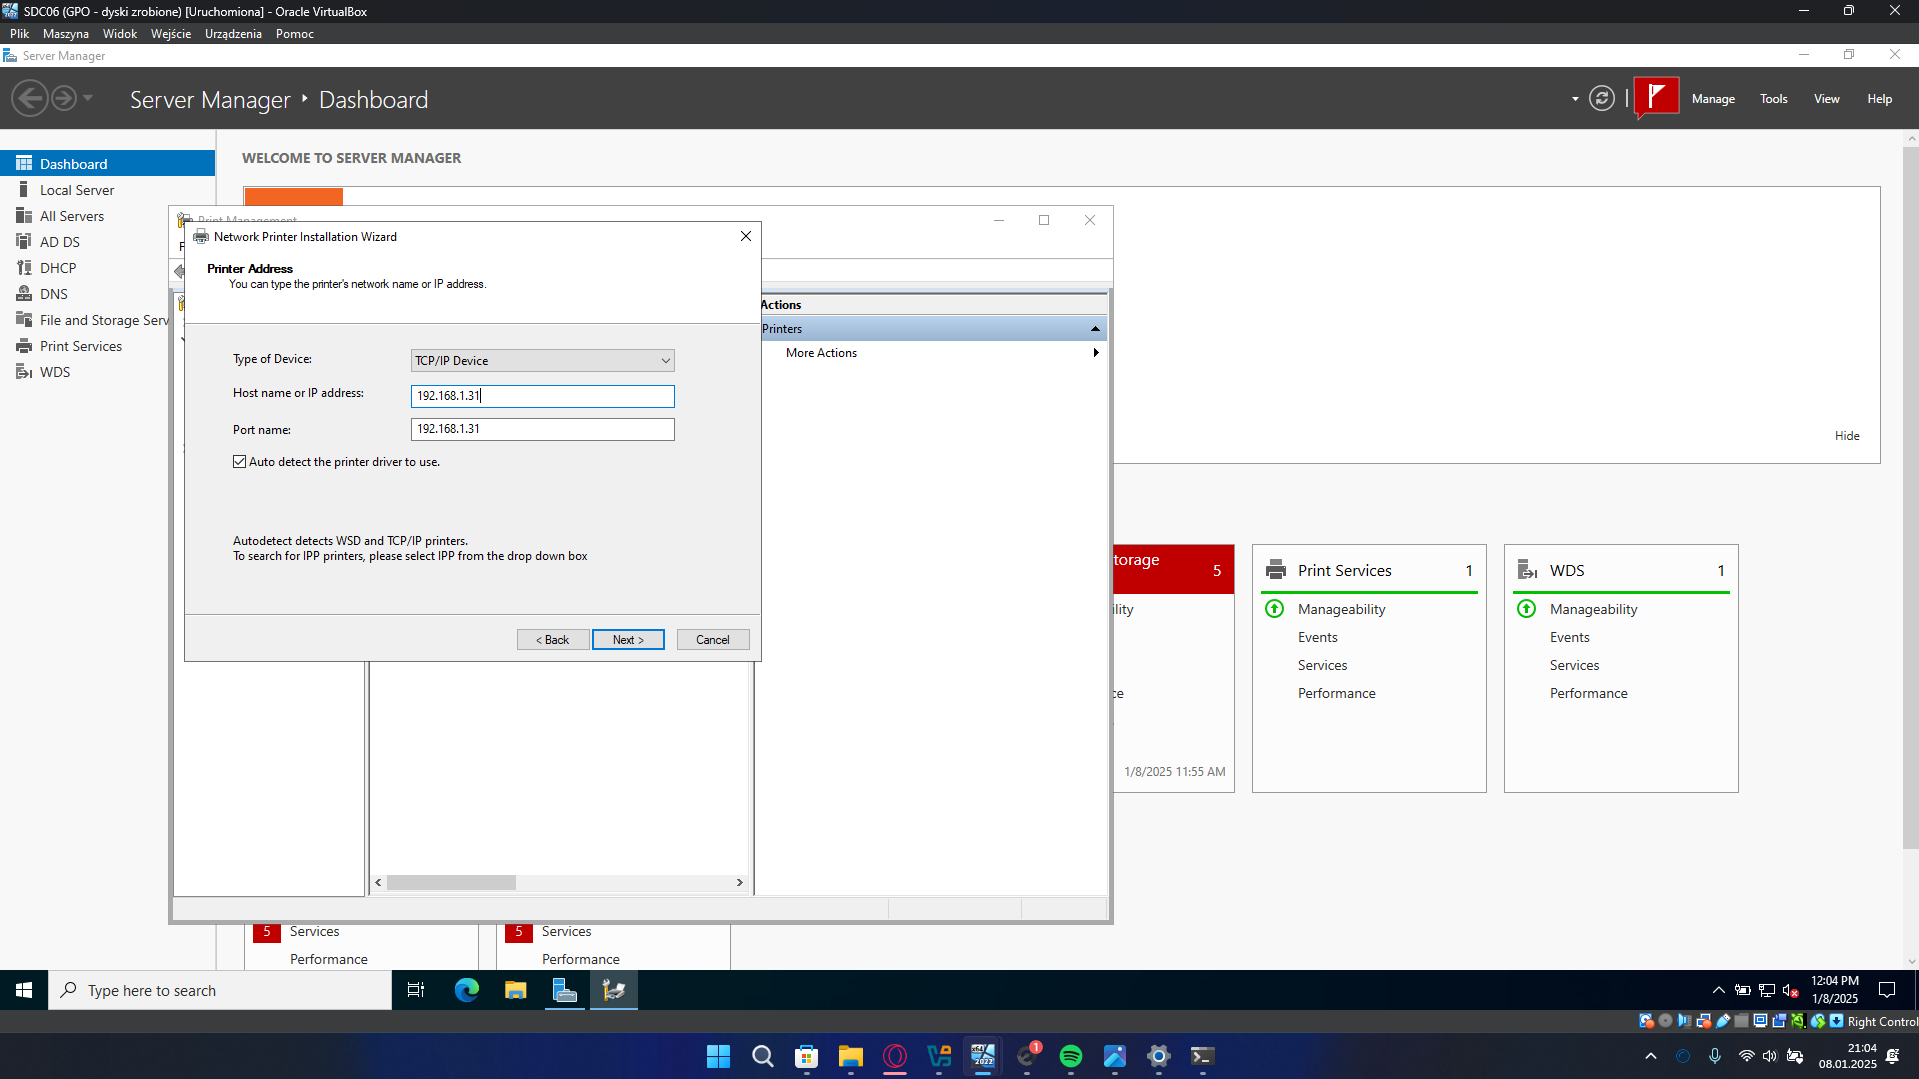 SDC06 (GPO - dyski zrobione) [Uruchomiona] - Oracle VirtualBox
Plik Maszyna Widok Wejście Urządzenia Pomoc
Server Manager
Server Manager Dashboard
Manage Tools View Help
Dashboard
Local Server
All Servers
AD DS
DHCP
DNS
File and Storage Serv
Print Services
WDS
WELCOME TO SERVER MANAGER
Hide
Print Management
Network Printer Installation Wizard
Printer Address
You can type the printer's network name or IP address.
Type of Device:
TCP/IP Device
Host name or IP address:
192.168.1.31
Port name:
192.168.1.31
Auto detect the printer driver to use.
Autodetect detects WSD and TCP/IP printers.
To search for IPP printers, please select IPP from the drop down box
< Back Next > Cancel
Actions
Printers
More Actions
torage 5
ility
ce
1/8/2025 11:55 AM
Print Services 1
Manageability
Events
Services
Performance
WDS 1
Manageability
Events
Services
Performance
5 Services
Performance
5 Services
Performance
Type here to search
12:04 PM
1/8/2025
Right Control
1
21:04
08.01.2025